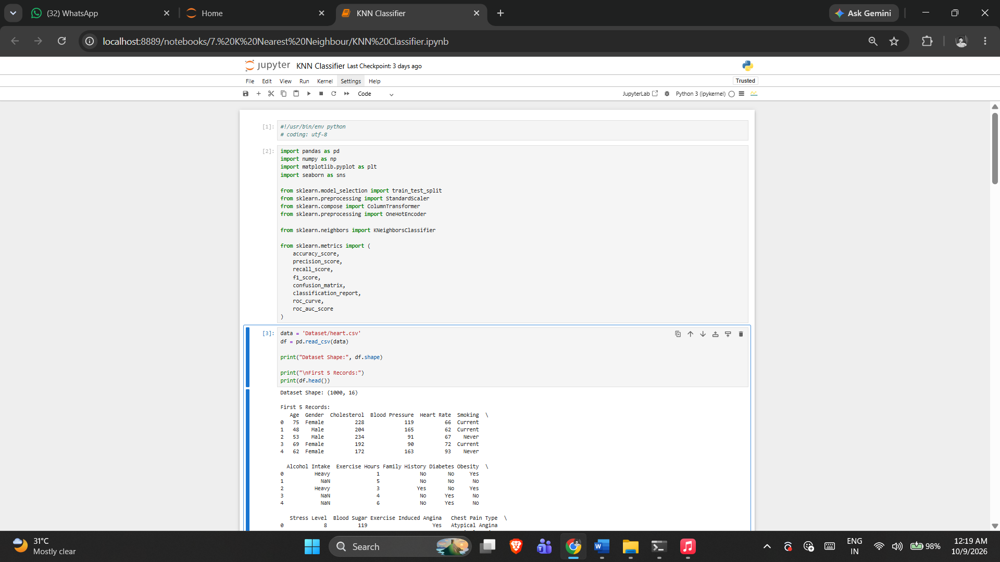 (32) WhatsApp
Home
KNN Classifier
Ask Gemini
localhost:8889/notebooks/7.%20K%20Nearest%20Neighbour/KNN%20Classifier.ipynb
jupyter KNN Classifier Last Checkpoint: 3 days ago
File Edit View Run Kernel Settings Help
Trusted
Code
JupyterLab
Python 3 (ipykernel)
[1]: #!/usr/bin/env python
# coding: utf-8
[2]: import pandas as pd
import numpy as np
import matplotlib.pyplot as plt
import seaborn as sns
from sklearn.model_selection import train_test_split
from sklearn.preprocessing import StandardScaler
from sklearn.compose import ColumnTransformer
from sklearn.preprocessing import OneHotEncoder
from sklearn.neighbors import KNeighborsClassifier
from sklearn.metrics import (
accuracy_score,
precision_score,
recall_score,
f1_score,
confusion_matrix,
classification_report,
roc_curve,
roc_auc_score
)
[3]: data = 'Dataset/heart.csv'
df = pd.read_csv(data)
print("Dataset Shape:", df.shape)
print("\nFirst 5 Records:")
print(df.head())
Dataset Shape: (1000, 16)
First 5 Records:
Age Gender Cholesterol Blood Pressure Heart Rate Smoking \
0 75 Female 228 119 66 Current
1 48 Male 204 165 62 Current
2 53 Male 234 91 67 Never
3 69 Female 192 90 72 Current
4 62 Female 172 163 93 Never
Alcohol Intake Exercise Hours Family History Diabetes Obesity \
0 Heavy 1 No No Yes
1 NaN 5 No No No
2 Heavy 3 Yes No Yes
3 NaN 4 No Yes No
4 NaN 6 No Yes No
Stress Level Blood Sugar Exercise Induced Angina Chest Pain Type \
0 8 119 Yes Atypical Angina
31°C
Mostly clear
Search
ENG
IN
98%
12:19 AM
10/9/2026